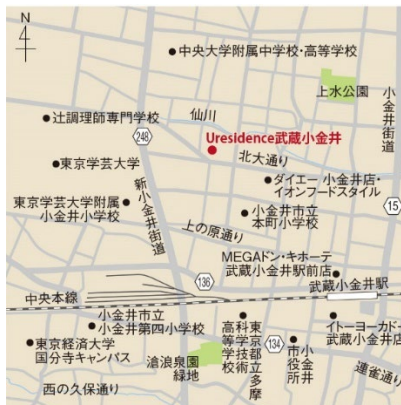 N
中央大学附属中学校・高等学校
上水公園
小金井街道
辻調理師専門学校
仙川
248
Uresidence武蔵小金井
北大通り
東京学芸大学
ダイエー 小金井店・
イオンフードスタイル
15
東京学芸大学附属
小金井小学校
新小金井街道
小金井市立
本町小学校
上の原通り
MEGAドン・キホーテ
武蔵小金井駅前店
136
武蔵小金井駅
中央本線
小金井市立
小金井第四小学校
東京都立多摩
科学技術
高等学校
134
小金井
市役所
イトーヨーカドー
武蔵小金井店
東京経済大学
国分寺キャンパス
滄浪泉園
緑地
連雀通り
西の久保通り